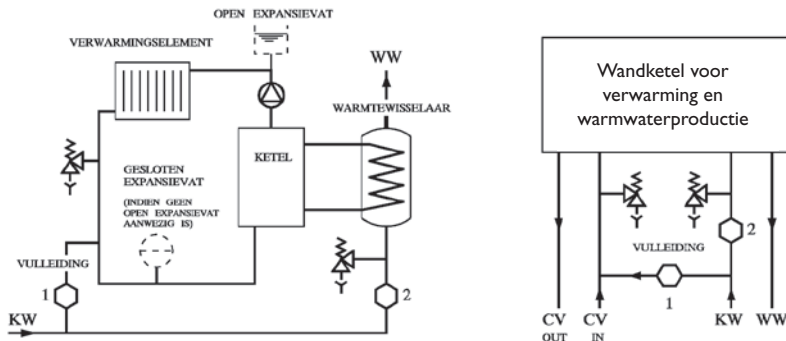 OPEN EXPANSIEVAT
VERWARMINGSELEMENT
WW
WARMTEWISSELAAR
KETEL
GESLOTEN
EXPANSIEVAT
(INDIEN GEEN
OPEN EXPANSIEVAT
AANWEZIG IS)
VULLEIDING
1
2
KW
Wandketel voor
verwarming en
warmwaterproductie
2
VULLEIDING
1
CV
OUT
CV
IN
KW
WW